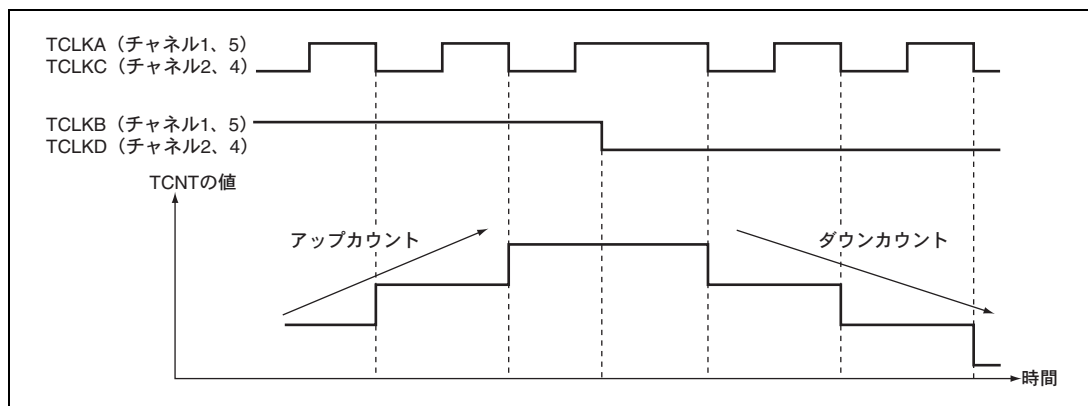 TCLKA（チャネル1、5）
TCLKC（チャネル2、4）
TCLKB（チャネル1、5）
TCLKD（チャネル2、4）
TCNTの値
アップカウント
ダウンカウント
時間